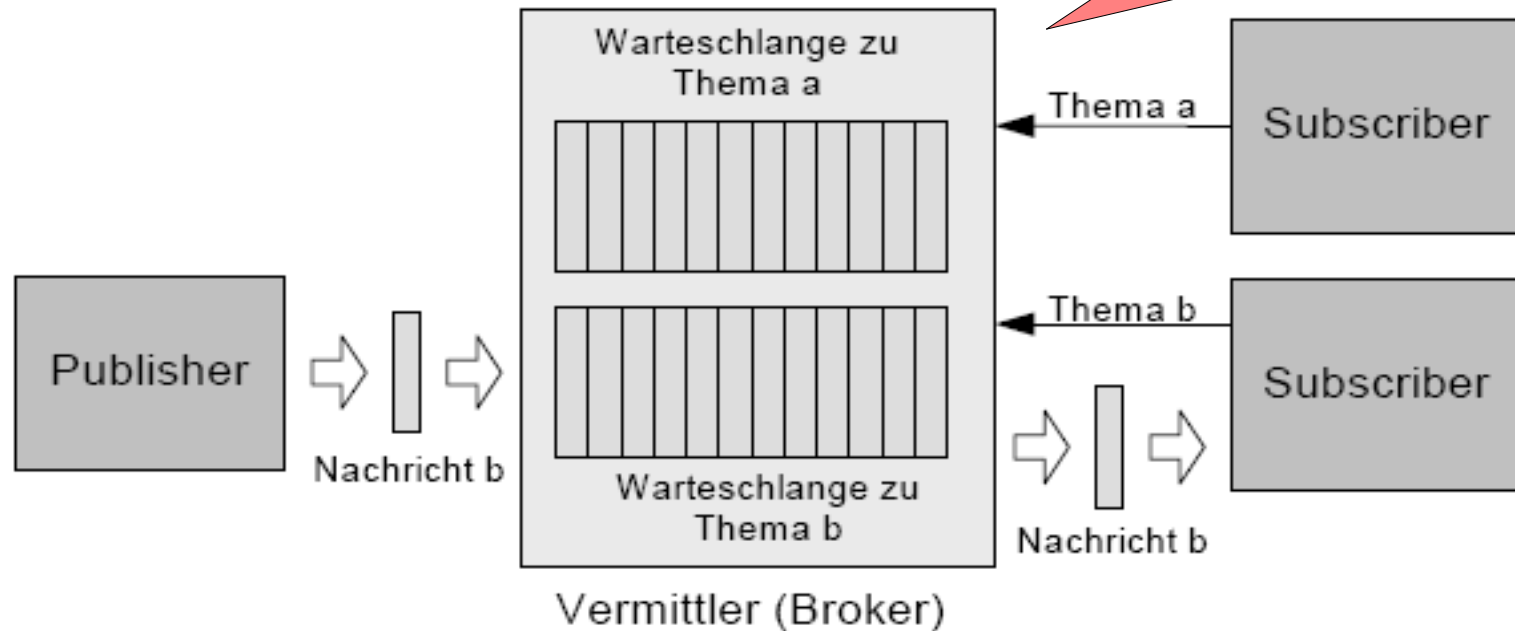 Warteschlange zu
Thema a
Thema a
Subscriber
Publisher
Nachricht b
Thema b
Subscriber
Warteschlange zu
Thema b
Nachricht b
Vermittler (Broker)